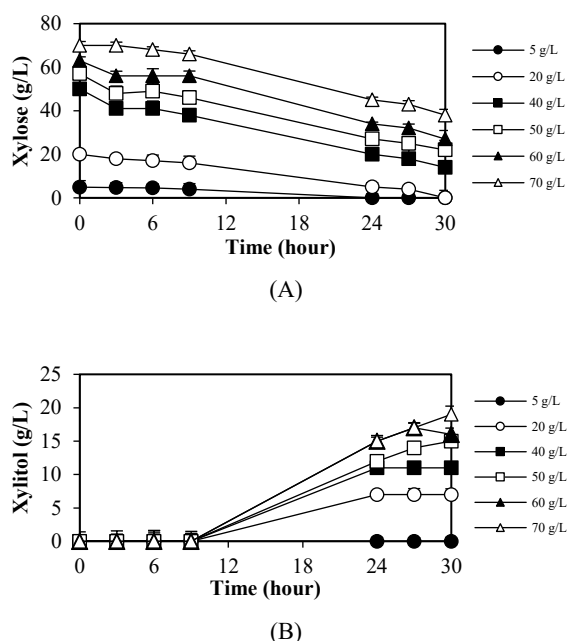 80
60
40
20
0
Xylose (g/L)
0 6 12 18 24 30
Time (hour)
5 g/L
20 g/L
40 g/L
50 g/L
60 g/L
70 g/L
(A)
25
20
15
10
5
0
Xylitol (g/L)
0 6 12 18 24 30
Time (hour)
5 g/L
20 g/L
40 g/L
50 g/L
60 g/L
70 g/L
(B)